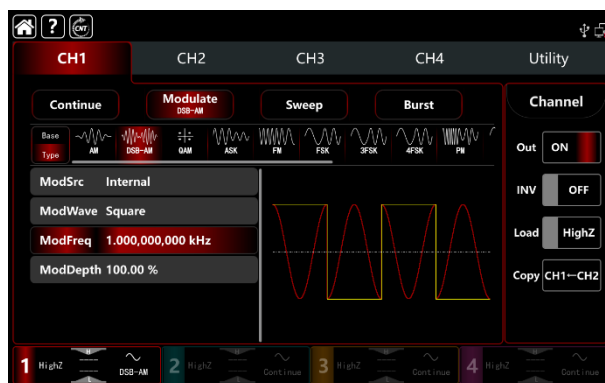 ? CNT
CH1 CH2 CH3 CH4 Utility
Continue Modulate Sweep Burst
DSB-AM
Channel
Base
Type
AM DSB-AM QAM ASK FM FSK 3FSK 4FSK PM
Out ON
ModSrc Internal
INV OFF
ModWave Square
ModFreq 1.000,000,000 kHz
Load HighZ
ModDepth 100.00 %
Copy CH1←CH2
1 HighZ H L DSB-AM 2 HighZ Continue 3 HighZ Continue 4 HighZ Continue